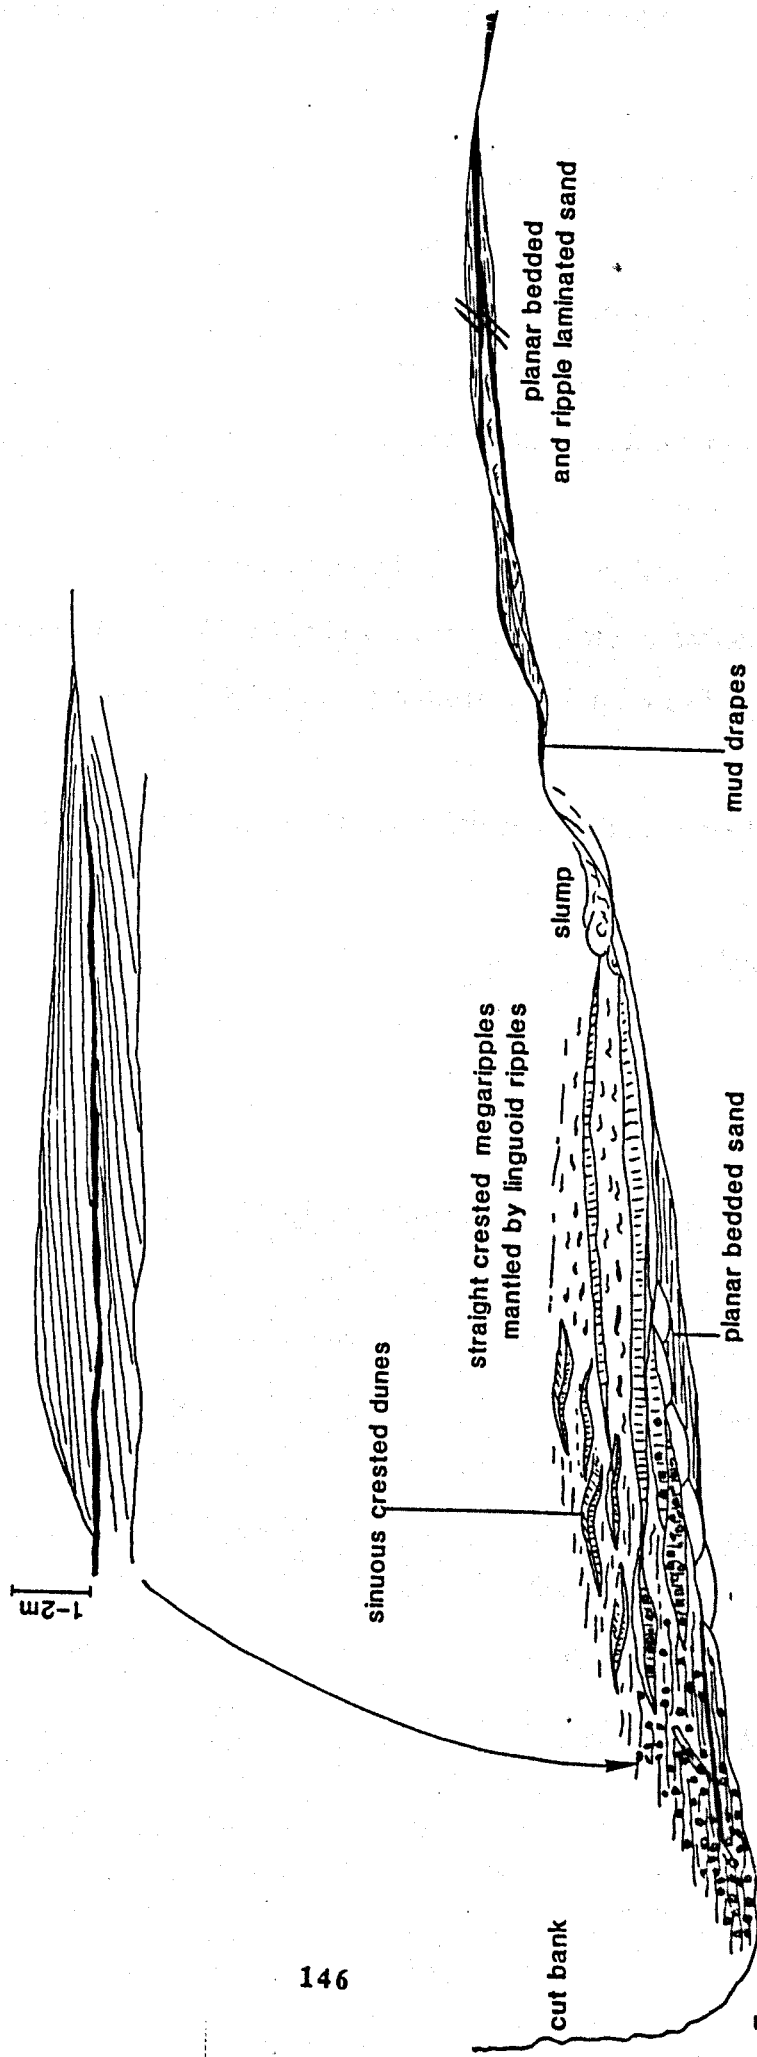 1-2m
sinuous crested dunes
straight crested megaripples
mantled by linguoid ripples
slump
planar bedded
and ripple laminated sand
cut bank
planar bedded sand
mud drapes
146